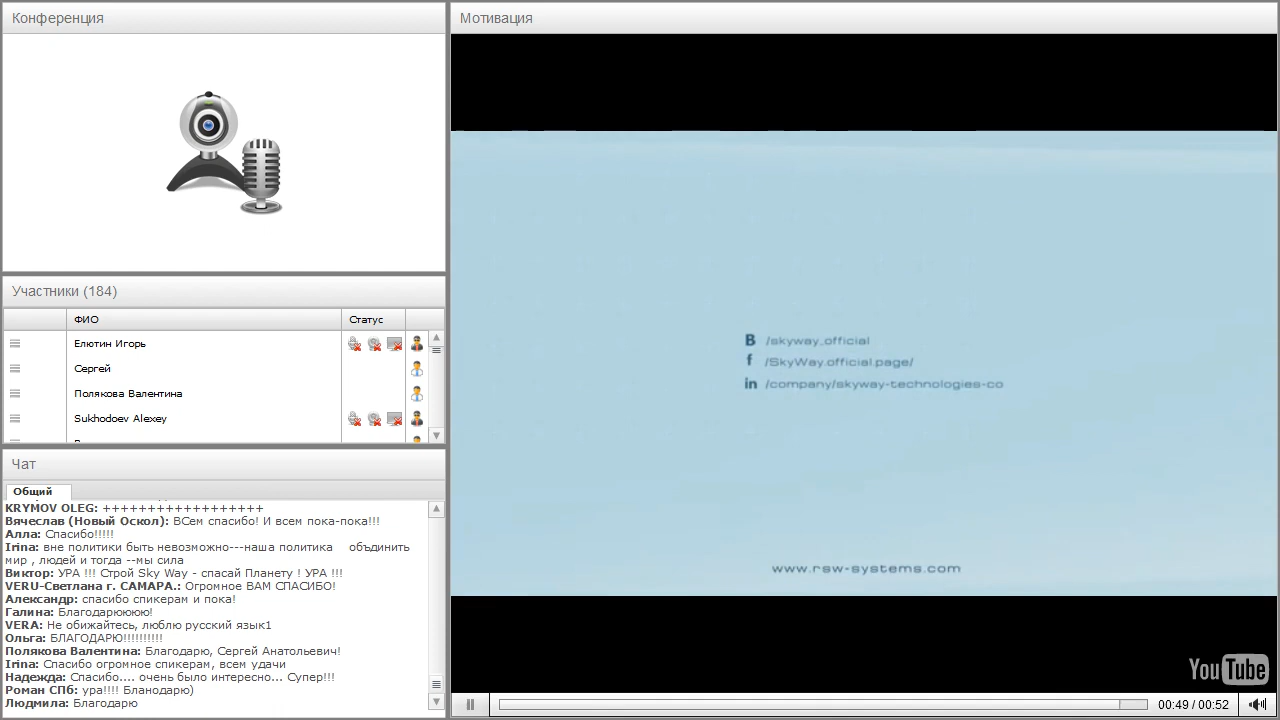 Конференция
Участники (184)
ФИО Статус
Елютин Игорь
Сергей
Полякова Валентина
Sukhodoev Alexey
Чат
Общий
KRYMOV OLEG: ++++++++++++++++++
Вячеслав (Новый Оскол): ВСем спасибо! И всем пока-пока!!!
Алла: Спасибо!!!!!
Irina: вне политики быть невозможно---наша политика объдинить
мир , людей и тогда --мы сила
Виктор: УРА !!! Строй Sky Way - спасай Планету ! УРА !!!
VERU-Светлана г. САМАРА.: Огромное ВАМ СПАСИБО!
Александр: спасибо спикерам и пока!
Галина: Благодарюююю!
VERA: Не обижайтесь, люблю русский язык1
Ольга: БЛАГОДАРЮ!!!!!!!!!!
Полякова Валентина: Благодарю, Сергей Анатольевич!
Irina: Спасибо огромное спикерам, всем удачи
Надежда: Спасибо.... очень было интересно... Супер!!!
Роман СПб: ура!!!! Бланодарю)
Людмила: Благодарю
Мотивация
B /skyway_official
f /SkyWay.official.page/
in /company/skyway-technologies-co
www.rsw-systems.com
YouTube
00:49 / 00:52